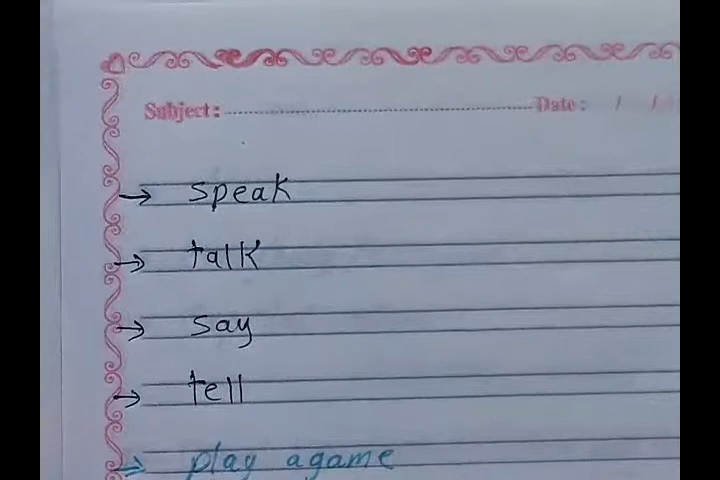 Subject: Date: / /
→ speak
→ talk
→ say
→ tell
→ play agame